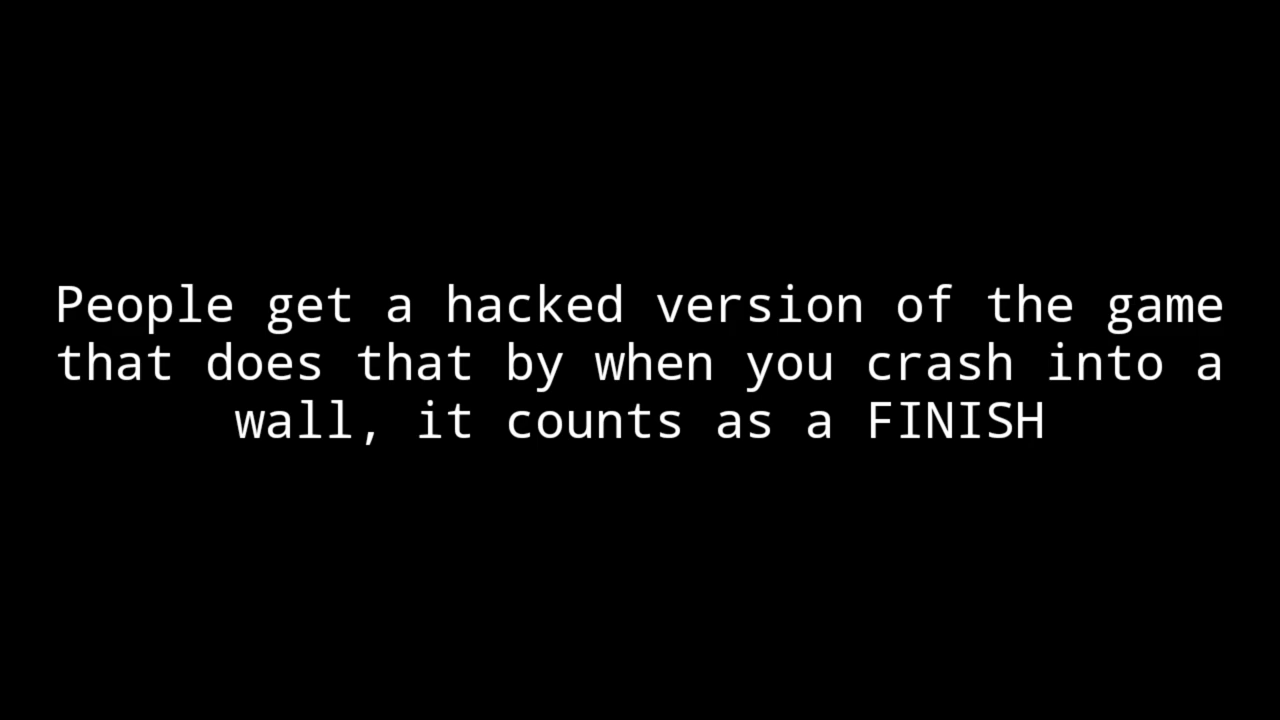 People get a hacked version of the game
that does that by when you crash into a
wall, it counts as a FINISH